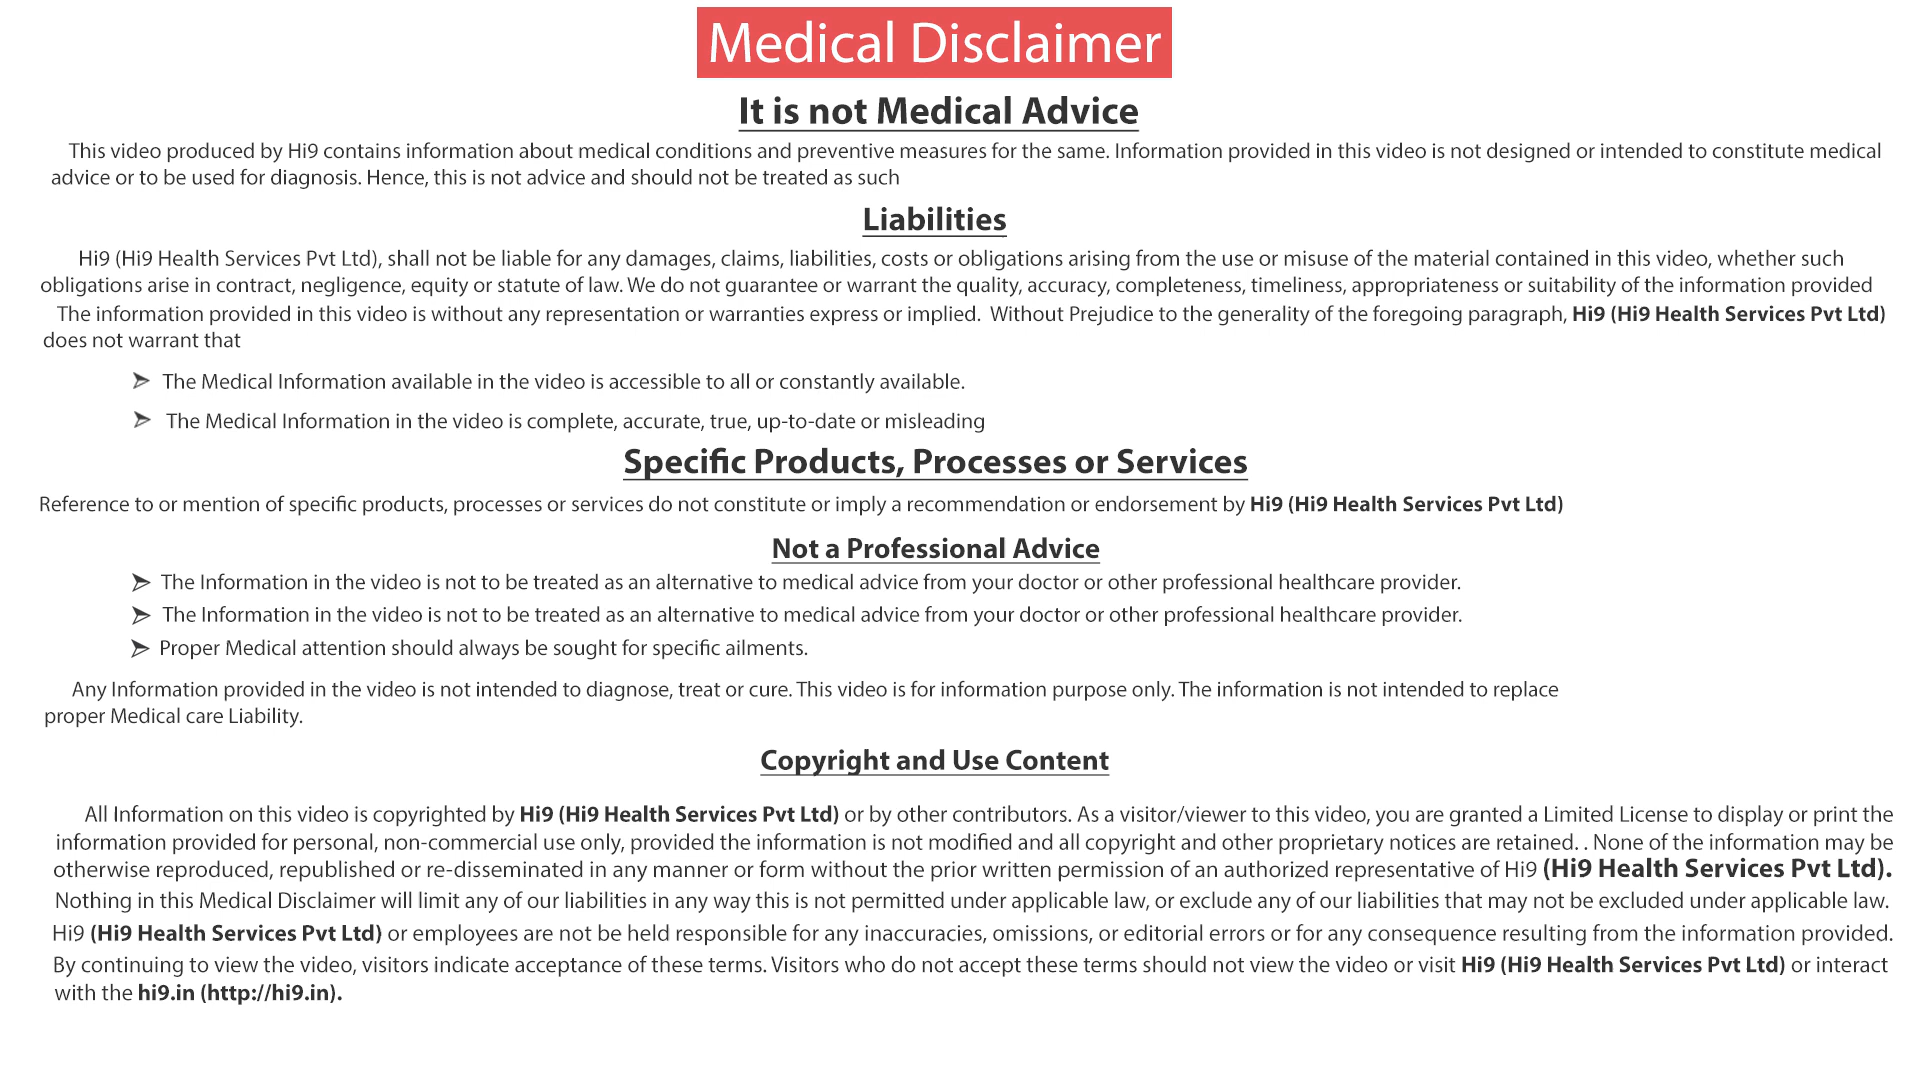 Medical Disclaimer
It is not Medical Advice
This video produced by Hi9 contains information about medical conditions and preventive measures for the same. Information provided in this video is not designed or intended to constitute medical
advice or to be used for diagnosis. Hence, this is not advice and should not be treated as such
Liabilities
Hi9 (Hi9 Health Services Pvt Ltd), shall not be liable for any damages, claims, liabilities, costs or obligations arising from the use or misuse of the material contained in this video, whether such
obligations arise in contract, negligence, equity or statute of law. We do not guarantee or warrant the quality, accuracy, completeness, timeliness, appropriateness or suitability of the information provided
The information provided in this video is without any representation or warranties express or implied. Without Prejudice to the generality of the foregoing paragraph, Hi9 (Hi9 Health Services Pvt Ltd)
does not warrant that
➢ The Medical Information available in the video is accessible to all or constantly available.
➢ The Medical Information in the video is complete, accurate, true, up-to-date or misleading
Specific Products, Processes or Services
Reference to or mention of specific products, processes or services do not constitute or imply a recommendation or endorsement by Hi9 (Hi9 Health Services Pvt Ltd)
Not a Professional Advice
➢ The Information in the video is not to be treated as an alternative to medical advice from your doctor or other professional healthcare provider.
➢ The Information in the video is not to be treated as an alternative to medical advice from your doctor or other professional healthcare provider.
➢ Proper Medical attention should always be sought for specific ailments.
Any Information provided in the video is not intended to diagnose, treat or cure. This video is for information purpose only. The information is not intended to replace
proper Medical care Liability.
Copyright and Use Content
All Information on this video is copyrighted by Hi9 (Hi9 Health Services Pvt Ltd) or by other contributors. As a visitor/viewer to this video, you are granted a Limited License to display or print the
information provided for personal, non-commercial use only, provided the information is not modified and all copyright and other proprietary notices are retained. . None of the information may be
otherwise reproduced, republished or re-disseminated in any manner or form without the prior written permission of an authorized representative of Hi9 (Hi9 Health Services Pvt Ltd).
Nothing in this Medical Disclaimer will limit any of our liabilities in any way this is not permitted under applicable law, or exclude any of our liabilities that may not be excluded under applicable law.
Hi9 (Hi9 Health Services Pvt Ltd) or employees are not be held responsible for any inaccuracies, omissions, or editorial errors or for any consequence resulting from the information provided.
By continuing to view the video, visitors indicate acceptance of these terms. Visitors who do not accept these terms should not view the video or visit Hi9 (Hi9 Health Services Pvt Ltd) or interact
with the hi9.in (http://hi9.in).